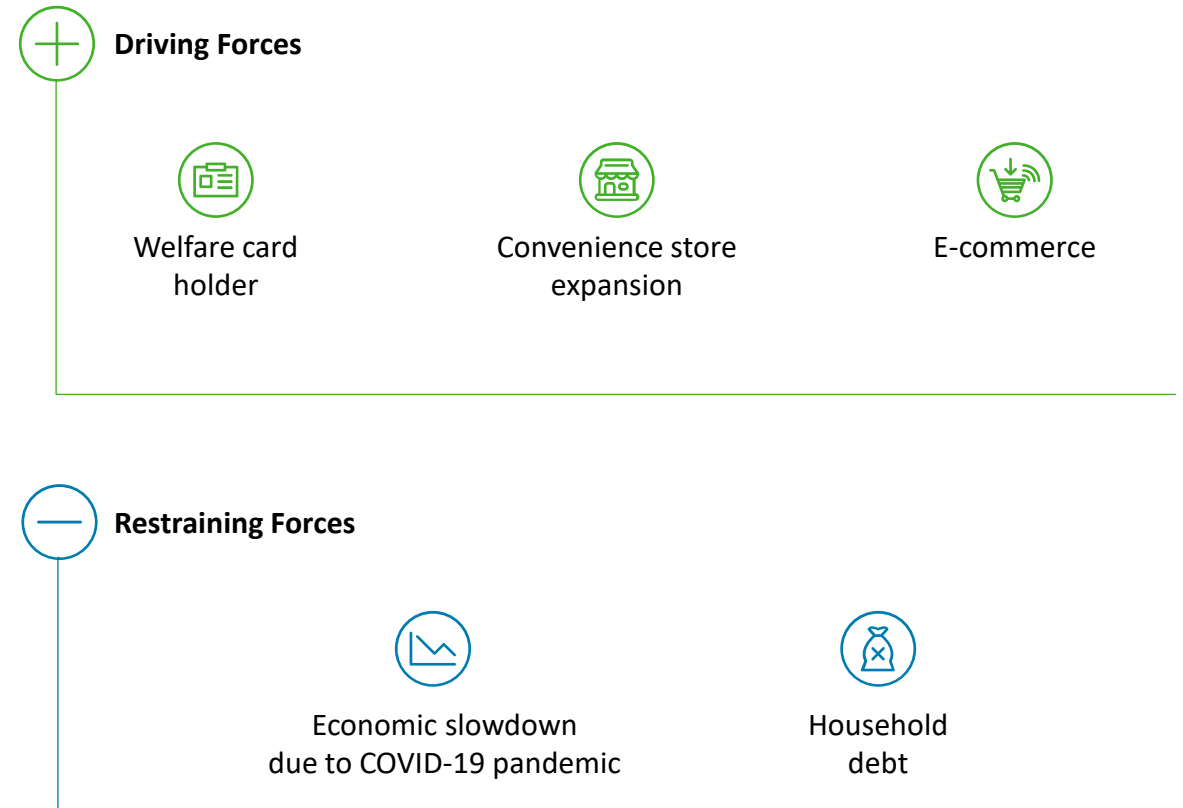 Driving Forces
Welfare card
holder
Convenience store
expansion
E-commerce
Restraining Forces
Economic slowdown
due to COVID-19 pandemic
Household
debt